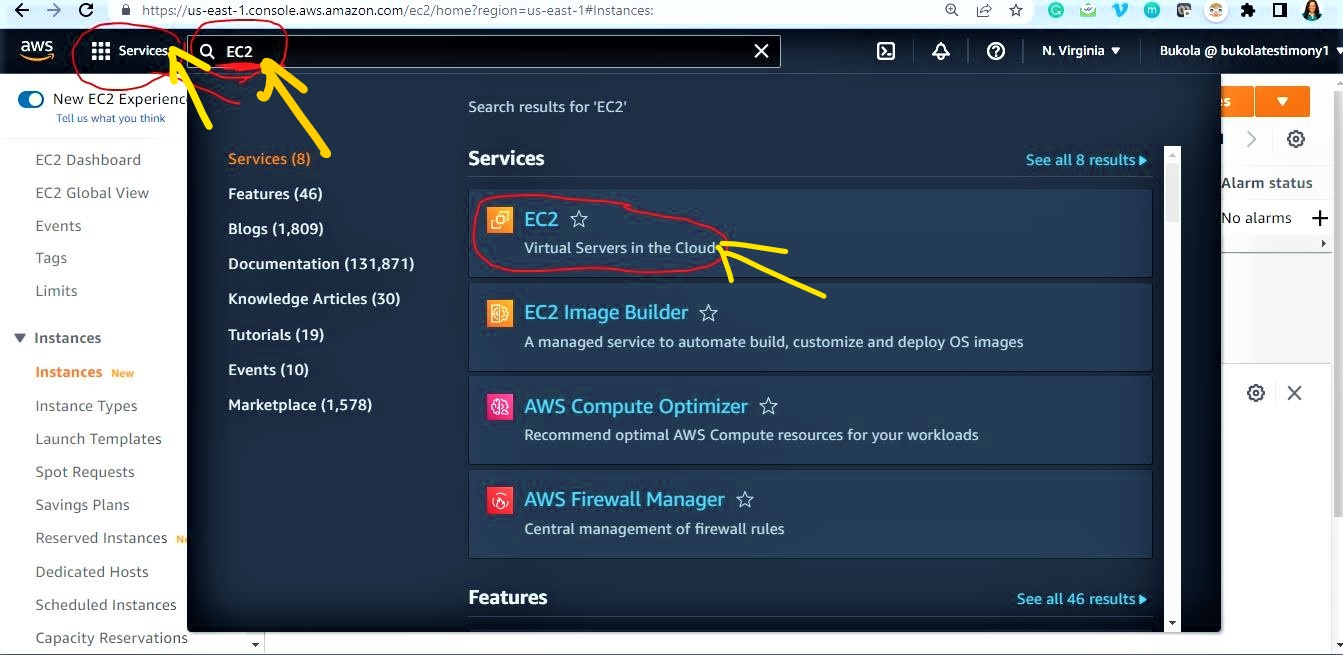 https://us-east-1.console.aws.amazon.com/ec2/home?region=us-east-1#Instances:
aws
Services
EC2
N. Virginia
Bukola @ bukolatestimony1
New EC2 Experienc
Tell us what you think
EC2 Dashboard
EC2 Global View
Events
Tags
Limits
Instances
Instances New
Instance Types
Launch Templates
Spot Requests
Savings Plans
Reserved Instances
Dedicated Hosts
Scheduled Instances
Capacity Reservations
Search results for 'EC2'
Services (8)
Features (46)
Blogs (1,809)
Documentation (131,871)
Knowledge Articles (30)
Tutorials (19)
Events (10)
Marketplace (1,578)
Services
See all 8 results
EC2
Virtual Servers in the Cloud
EC2 Image Builder
A managed service to automate build, customize and deploy OS images
AWS Compute Optimizer
Recommend optimal AWS Compute resources for your workloads
AWS Firewall Manager
Central management of firewall rules
Features
See all 46 results
Alarm status
No alarms